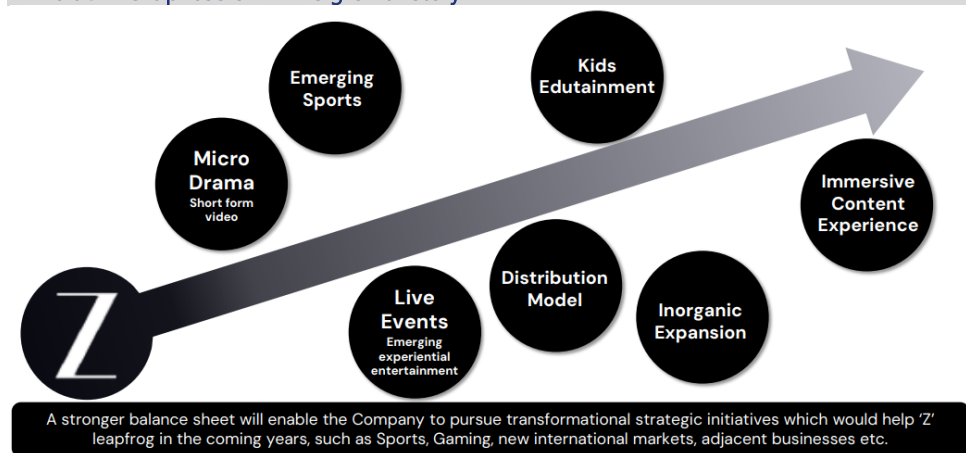 Emerging
Sports
Kids
Edutainment
Micro
Drama
Short form
video
Immersive
Content
Experience
Z
Live
Events
Emerging
experiential
entertainment
Distribution
Model
Inorganic
Expansion
A stronger balance sheet will enable the Company to pursue transformational strategic initiatives which would help ‘Z’
leapfrog in the coming years, such as Sports, Gaming, new international markets, adjacent businesses etc.